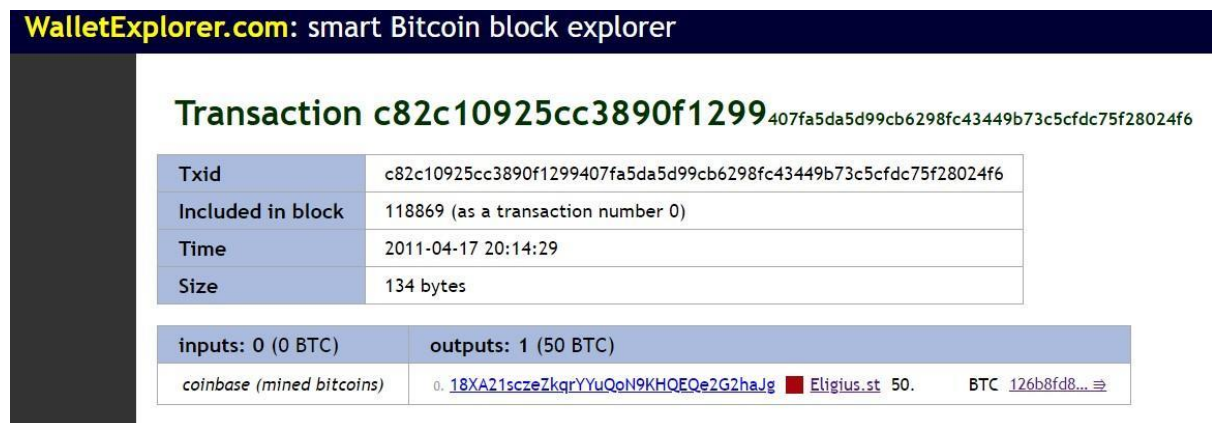 WalletExplorer.com: smart Bitcoin block explorer
Transaction c82c10925cc3890f1299407fa5da5d99cb6298fc43449b73c5cfdc75f28024f6
Txid c82c10925cc3890f1299407fa5da5d99cb6298fc43449b73c5cfdc75f28024f6
Included in block 118869 (as a transaction number 0)
Time 2011-04-17 20:14:29
Size 134 bytes
inputs: 0 (0 BTC) outputs: 1 (50 BTC)
coinbase (mined bitcoins) 0. 18XA21sczeZkqrYYuQoN9KHQEQe2G2haJg Eligius.st 50. BTC 126b8fd8... ⇛